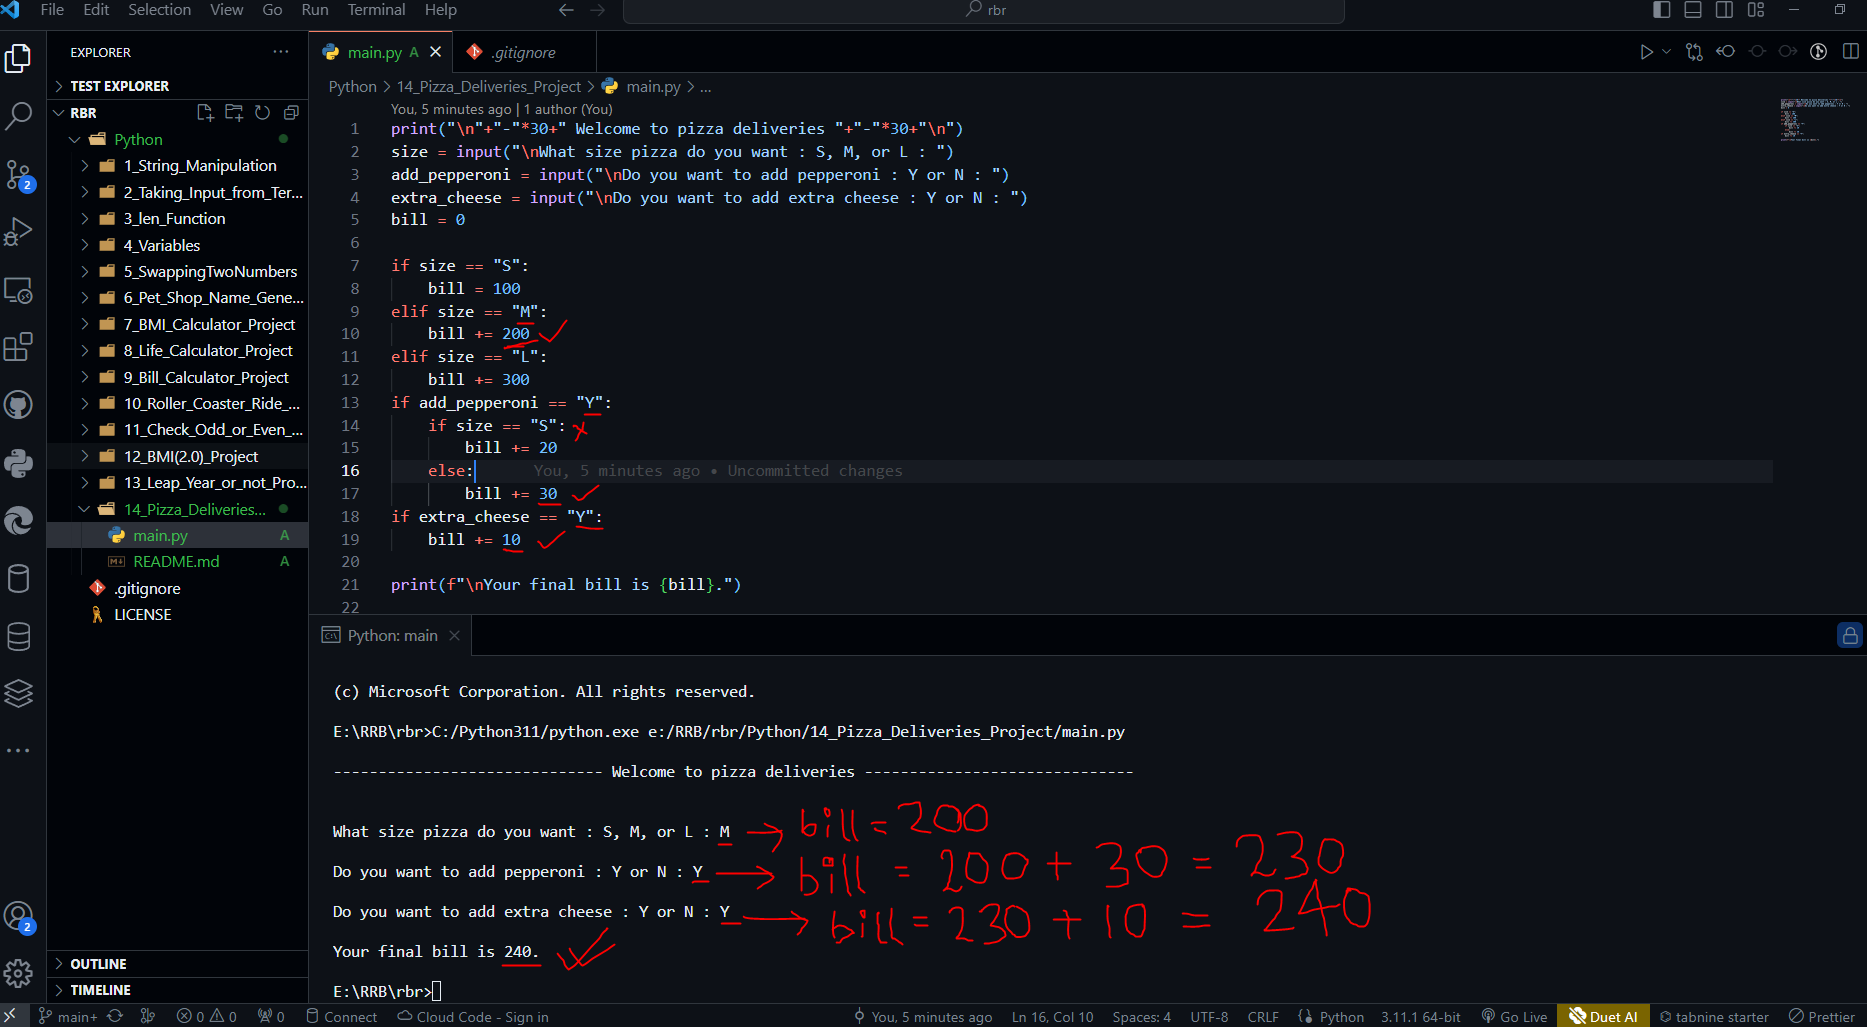 File Edit Selection View Go Run Terminal Help
rbr
EXPLORER
main.py A
.gitignore
TEST EXPLORER
RBR
Python
1_String_Manipulation
2_Taking_Input_from_Ter...
3_len_Function
4_Variables
5_SwappingTwoNumbers
6_Pet_Shop_Name_Gene...
7_BMI_Calculator_Project
8_Life_Calculator_Project
9_Bill_Calculator_Project
10_Roller_Coaster_Ride_...
11_Check_Odd_or_Even_...
12_BMI(2.0)_Project
13_Leap_Year_or_not_Pro...
14_Pizza_Deliveries...
main.py A
README.md A
.gitignore
LICENSE
OUTLINE
TIMELINE
2
2
Python > 14_Pizza_Deliveries_Project > main.py > ...
You, 5 minutes ago | 1 author (You)
1 print("\n"+"-"*30+" Welcome to pizza deliveries "+"-"*30+"\n")
2 size = input("\nWhat size pizza do you want : S, M, or L : ")
3 add_pepperoni = input("\nDo you want to add pepperoni : Y or N : ")
4 extra_cheese = input("\nDo you want to add extra cheese : Y or N : ")
5 bill = 0
6
7 if size == "S":
8 bill = 100
9 elif size == "M":
10 bill += 200
11 elif size == "L":
12 bill += 300
13 if add_pepperoni == "Y":
14 if size == "S":
15 bill += 20
16 else: You, 5 minutes ago • Uncommitted changes
17 bill += 30
18 if extra_cheese == "Y":
19 bill += 10
20
21 print(f"\nYour final bill is {bill}.")
22
Python: main
(c) Microsoft Corporation. All rights reserved.
E:\RRB\rbr>C:/Python311/python.exe e:/RRB/rbr/Python/14_Pizza_Deliveries_Project/main.py
------------------------------ Welcome to pizza deliveries ------------------------------
What size pizza do you want : S, M, or L : M → bill = 200
Do you want to add pepperoni : Y or N : Y → bill = 200 + 30 = 230
Do you want to add extra cheese : Y or N : Y → bill = 230 + 10 = 240
Your final bill is 240.
E:\RRB\rbr>
main+ 0 0 0 Connect Cloud Code - Sign in You, 5 minutes ago Ln 16, Col 10 Spaces: 4 UTF-8 CRLF Python 3.11.1 64-bit Go Live Duet AI tabnine starter Prettier